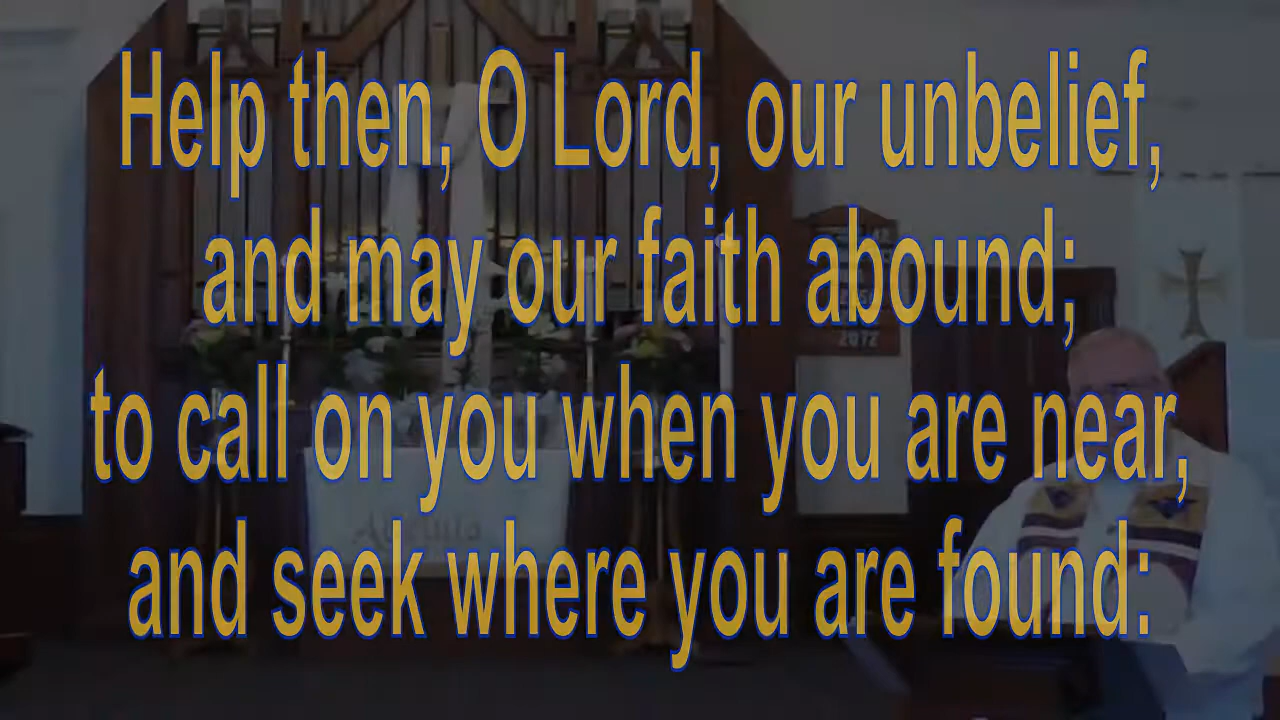 Help then, O Lord, our unbelief,
and may our faith abound;
to call on you when you are near,
and seek where you are found:
Alleluia